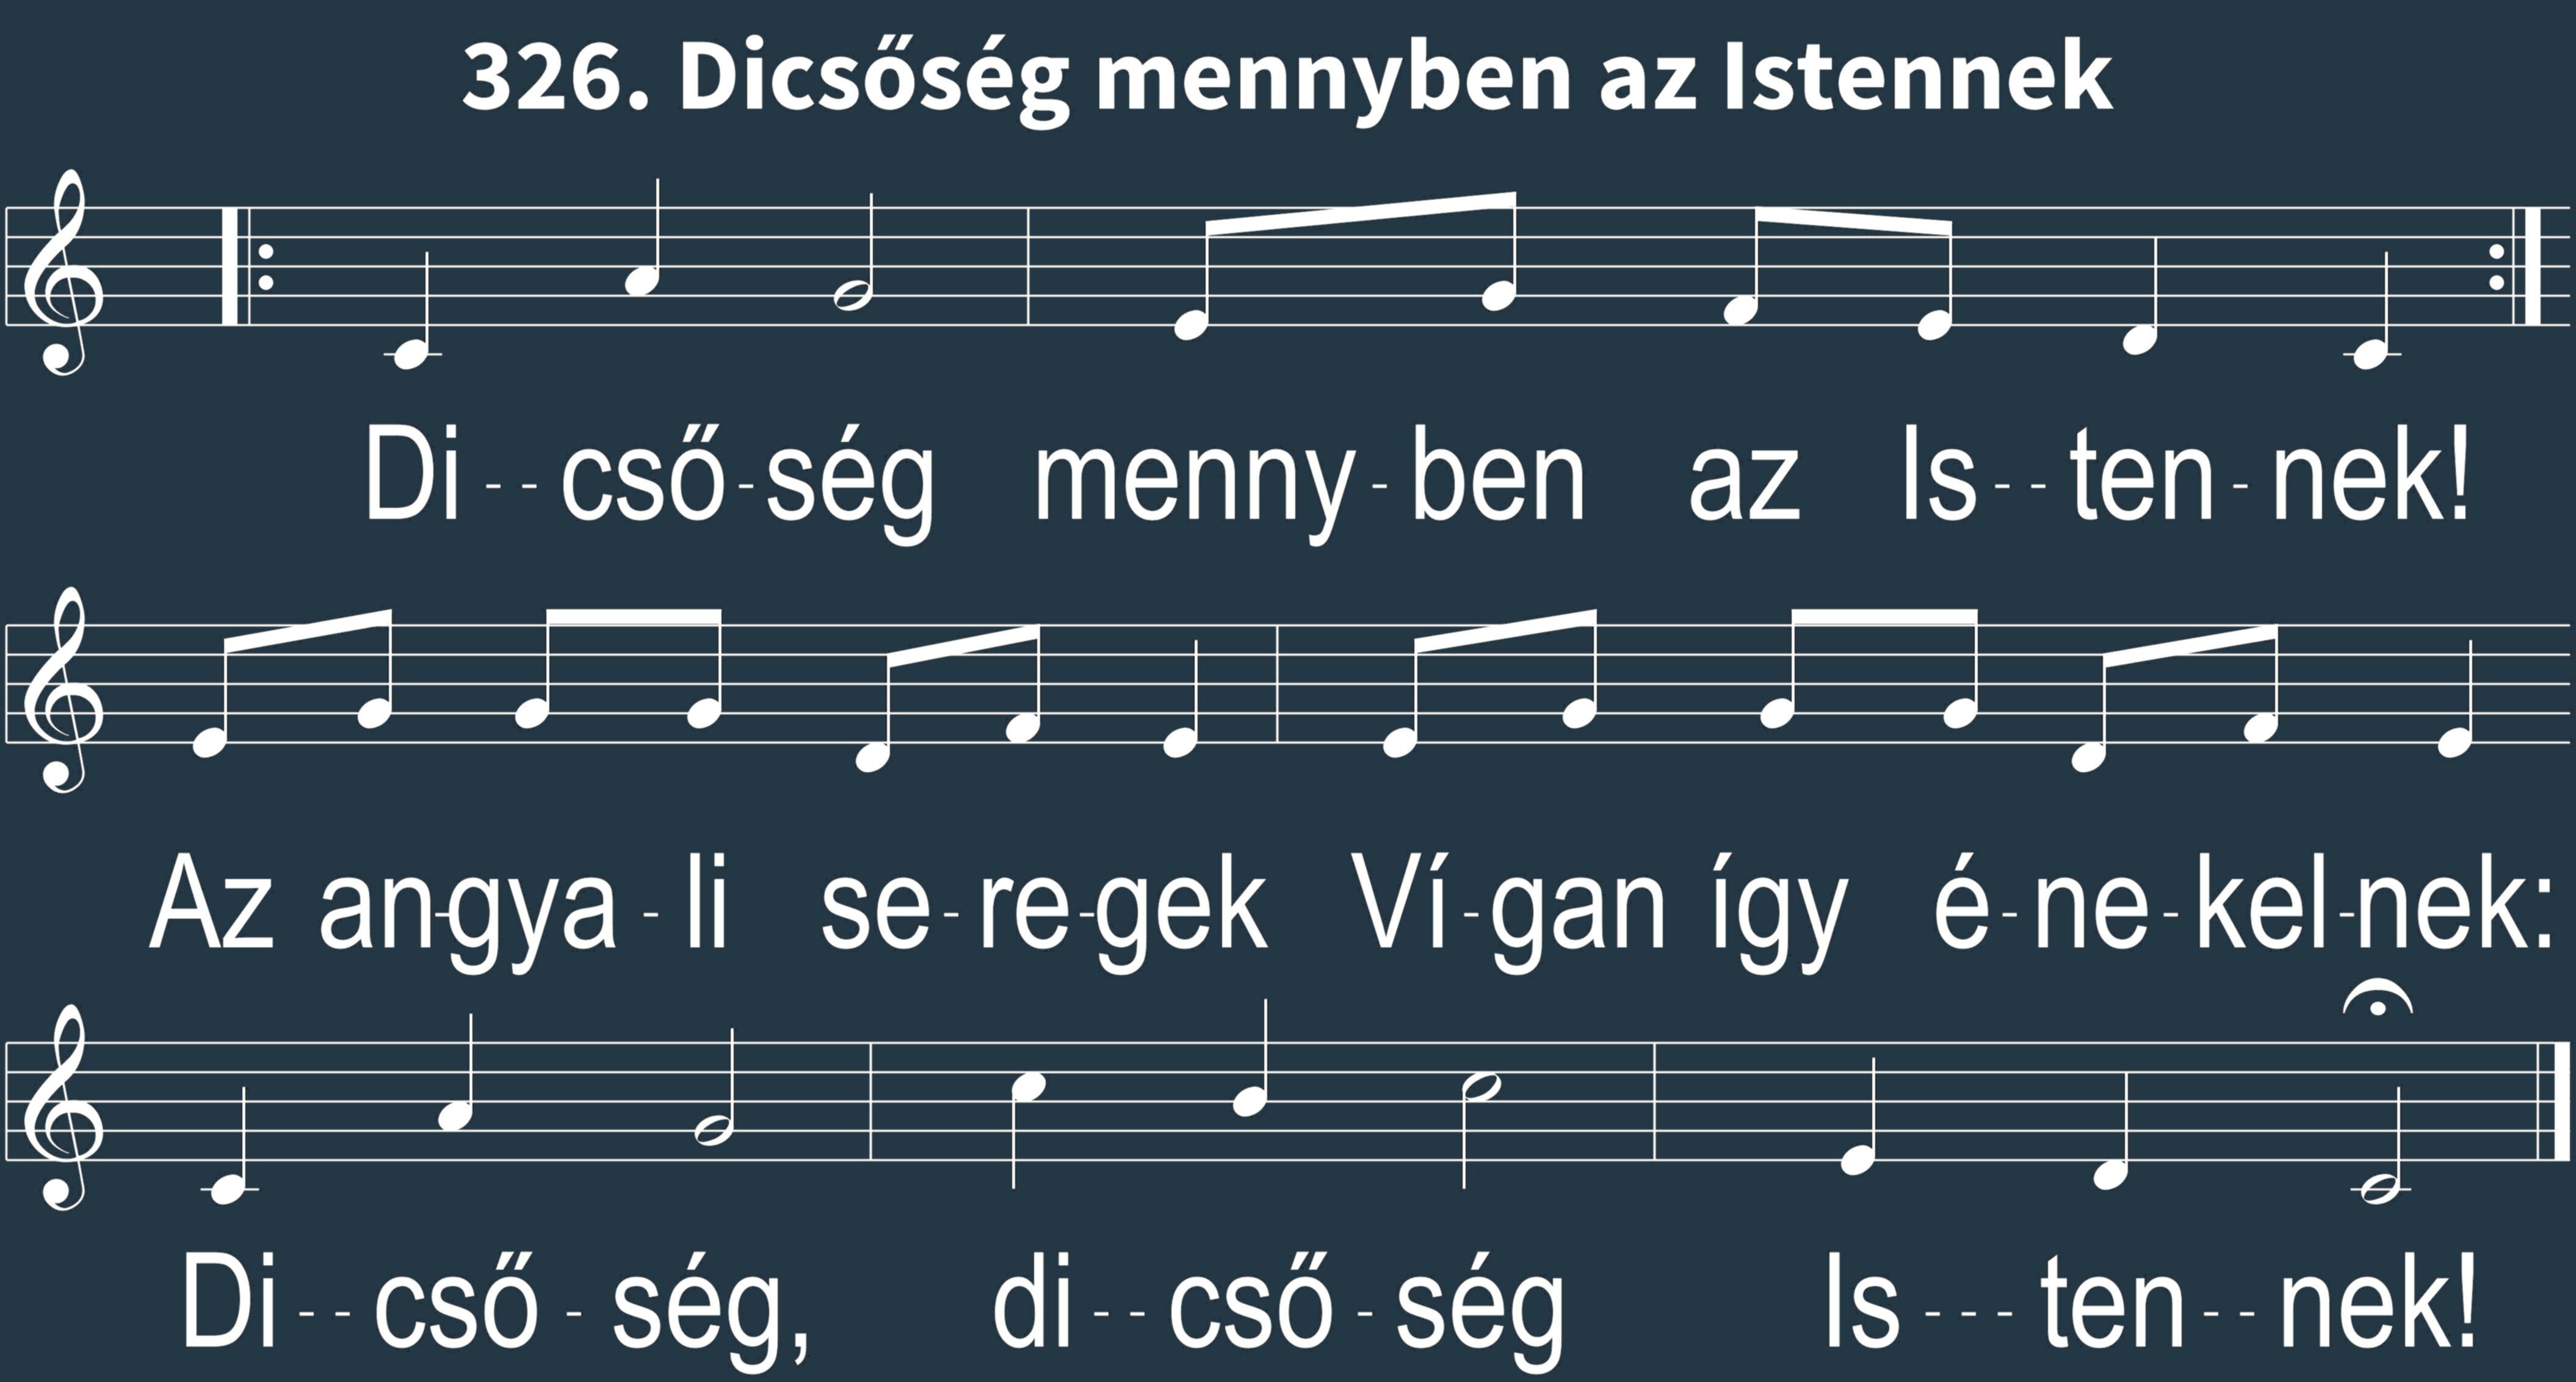 326. Dicsőség mennyben az Istennek
Di - - cső - ség menny - ben az Is - - ten - nek!
Az an-gya - li se - re-gek Ví - gan így é - ne - kel-nek:
Di - - cső - ség, di - - cső - ség Is - - - ten - - nek!